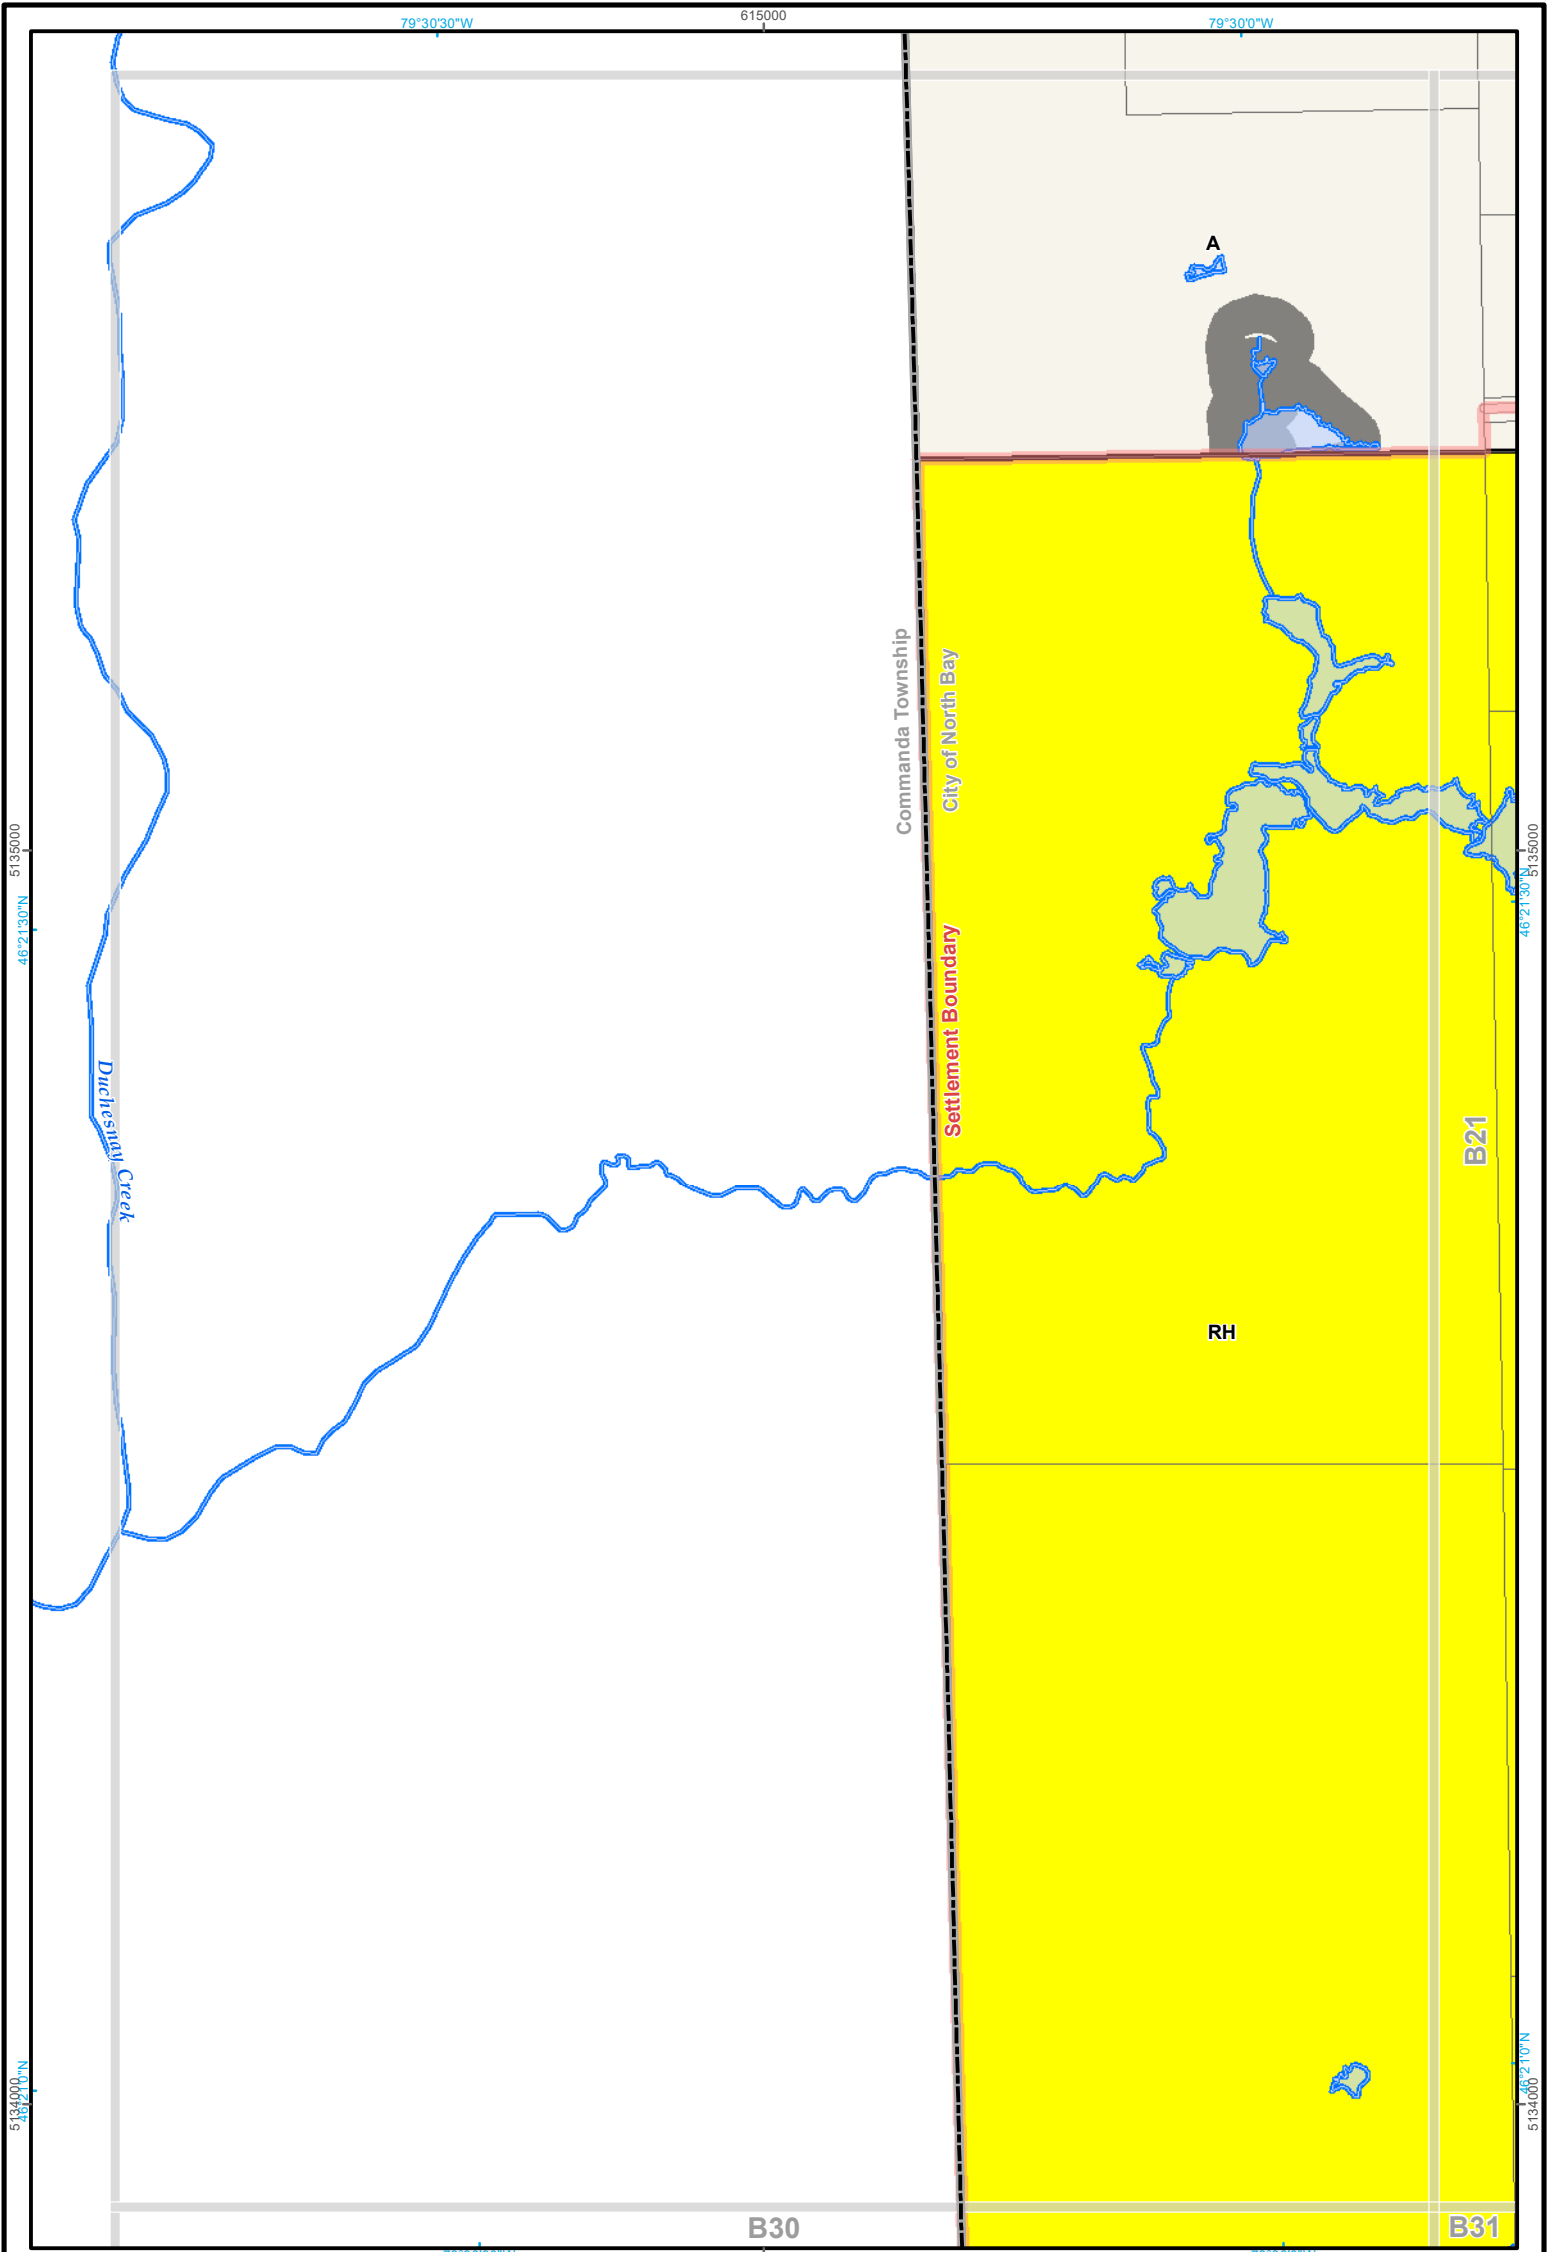 79°30'30"W
615000
79°30'0"W
A
Commanda Township
City of North Bay
5135000
5135000
46°21'30"N
46°21'30"N
Settlement Boundary
Duchesnay Creek
B21
RH
46°21'0"N
46°21'0"N
5134000
5134000
B30
B31